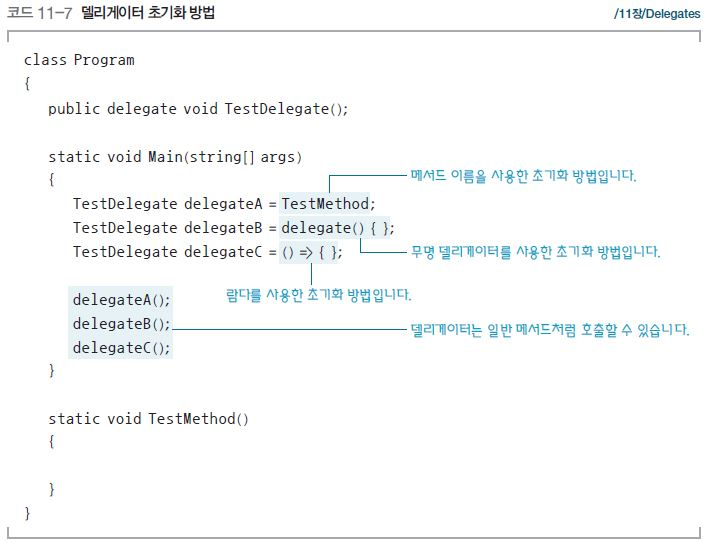 코드 11-7 델리게이터 초기화 방법 /11장/Delegates
class Program
{
public delegate void TestDelegate();
static void Main(string[] args)
{
메서드 이름을 사용한 초기화 방법입니다.
TestDelegate delegateA = TestMethod;
TestDelegate delegateB = delegate() { };
TestDelegate delegateC = () => { };
무명 델리게이터를 사용한 초기화 방법입니다.
람다를 사용한 초기화 방법입니다.
delegateA();
delegateB();
델리게이터는 일반 메서드처럼 호출할 수 있습니다.
delegateC();
}
static void TestMethod()
{
}
}